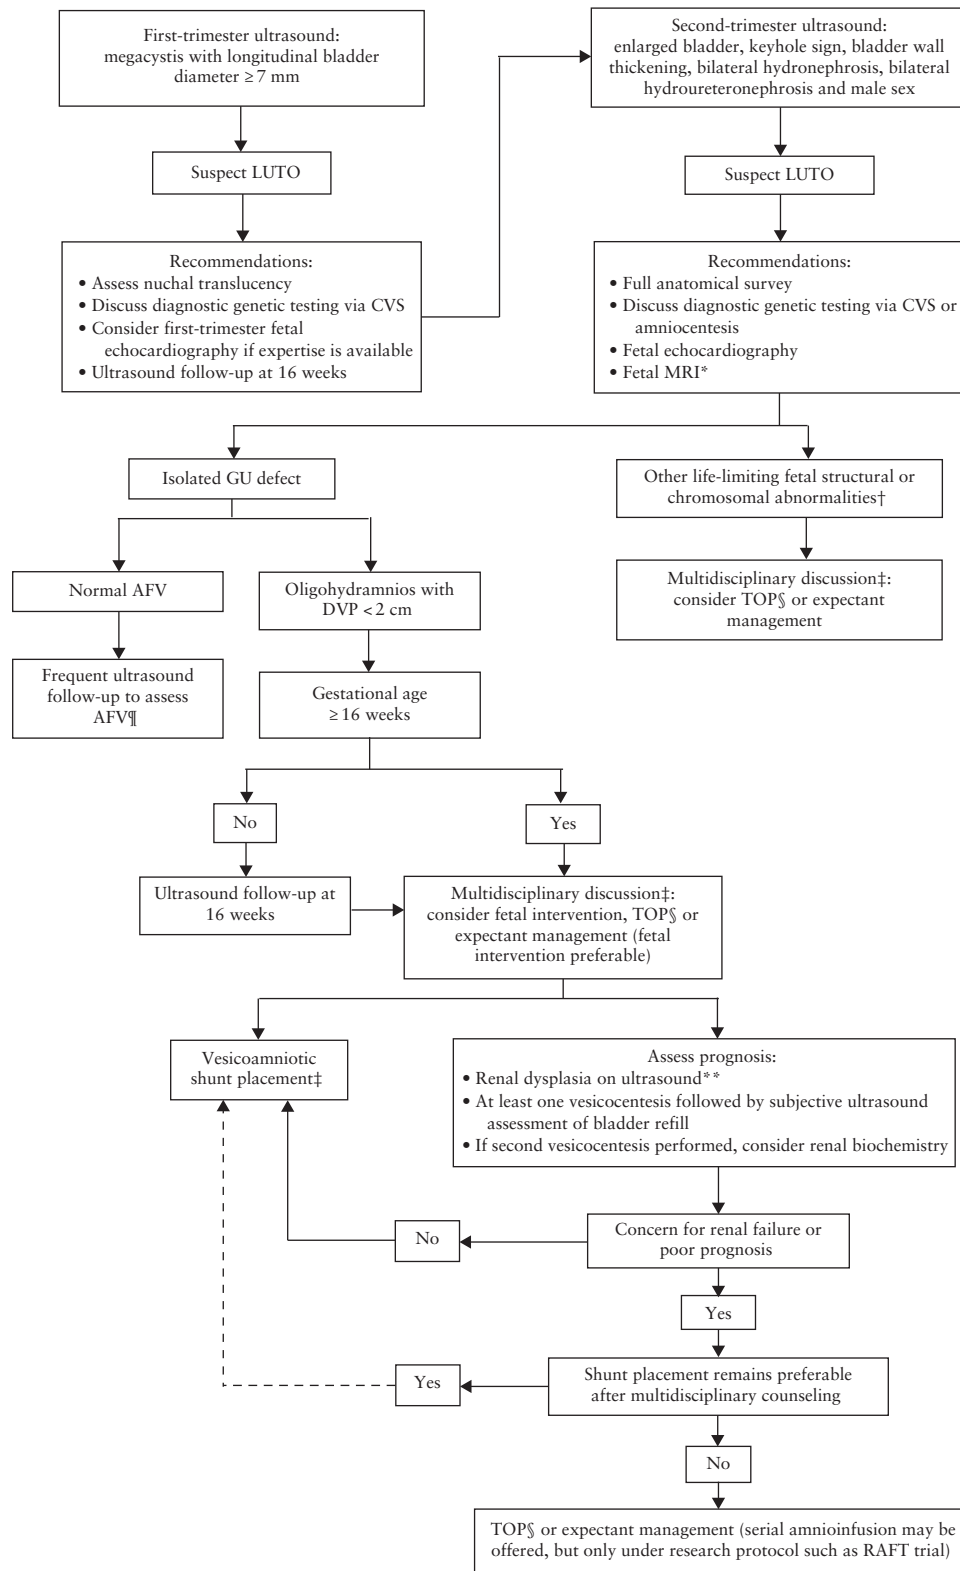 First-trimester ultrasound:
megacystis with longitudinal bladder
diameter ≥ 7 mm
Suspect LUTO
Recommendations:
• Assess nuchal translucency
• Discuss diagnostic genetic testing via CVS
• Consider first-trimester fetal
echocardiography if expertise is available
• Ultrasound follow-up at 16 weeks
Second-trimester ultrasound:
enlarged bladder, keyhole sign, bladder wall
thickening, bilateral hydronephrosis, bilateral
hydroureteronephrosis and male sex
Suspect LUTO
Recommendations:
• Full anatomical survey
• Discuss diagnostic genetic testing via CVS or
amniocentesis
• Fetal echocardiography
• Fetal MRI*
Isolated GU defect
Other life-limiting fetal structural or
chromosomal abnormalities†
Multidisciplinary discussion‡:
consider TOP§ or expectant
management
Normal AFV
Frequent ultrasound
follow-up to assess
AFV¶
Oligohydramnios with
DVP < 2 cm
Gestational age
≥ 16 weeks
No
Yes
Ultrasound follow-up at
16 weeks
Multidisciplinary discussion‡:
consider fetal intervention, TOP§ or
expectant management (fetal
intervention preferable)
Vesicoamniotic
shunt placement‡
Assess prognosis:
• Renal dysplasia on ultrasound**
• At least one vesicocentesis followed by subjective ultrasound
assessment of bladder refill
• If second vesicocentesis performed, consider renal biochemistry
Concern for renal failure or
poor prognosis
No
Yes
Shunt placement remains preferable
after multidisciplinary counseling
Yes
No
TOP§ or expectant management (serial amnioinfusion may be
offered, but only under research protocol such as RAFT trial)